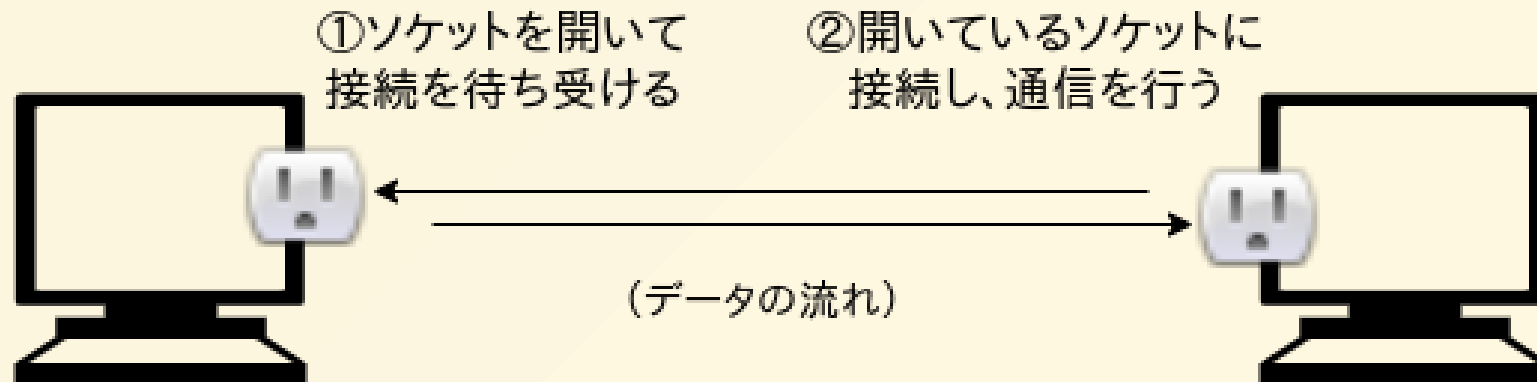 ①ソケットを開いて
接続を待ち受ける
②開いているソケットに
接続し、通信を行う
（データの流れ）